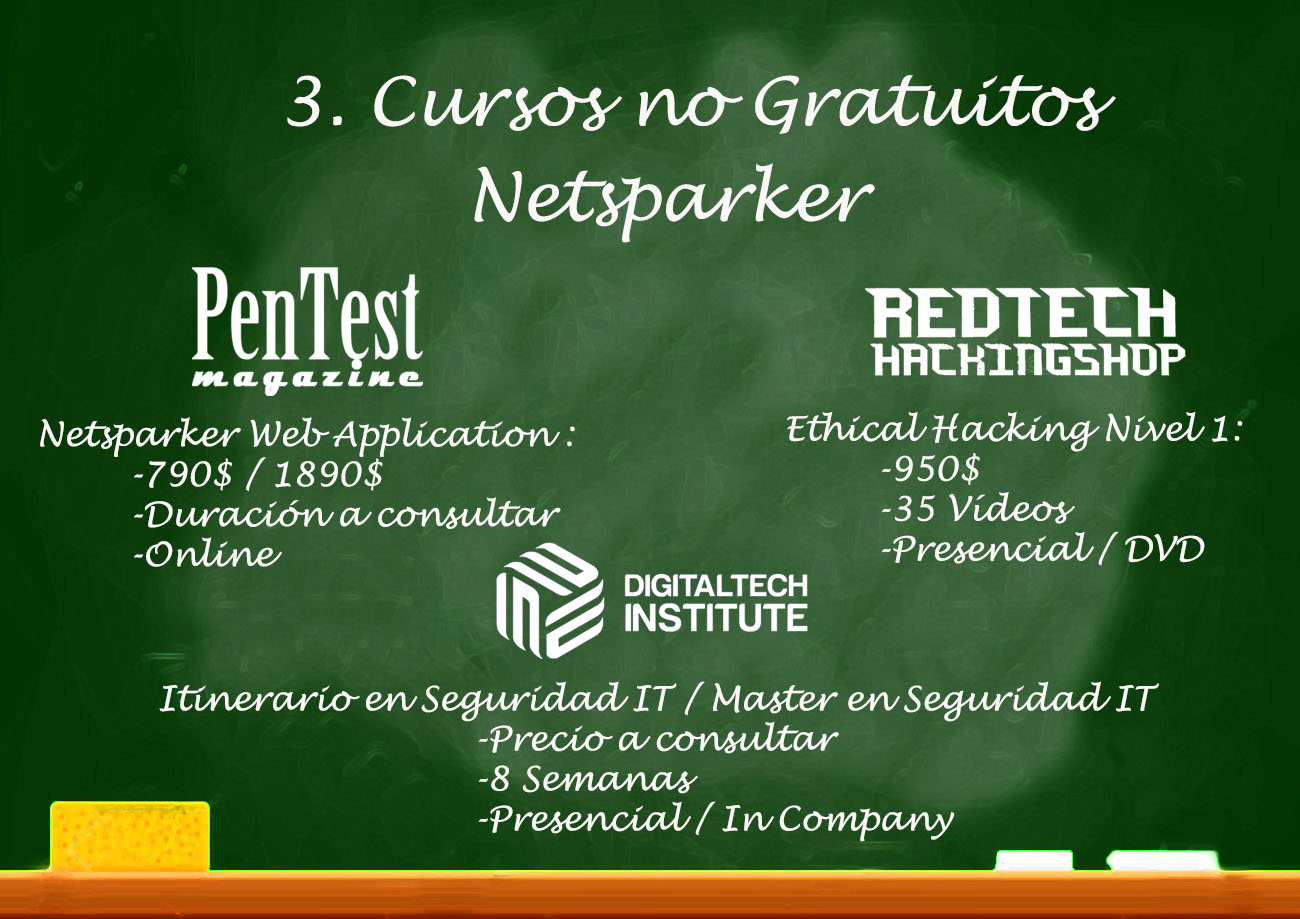 3. Cursos no Gratuitos
Netsparker
PenTest
magazine
Netsparker Web Application :
-790$ / 1890$
-Duración a consultar
-Online
REDTECH
HACKINGSHOP
Ethical Hacking Nivel 1:
-950$
-35 Vídeos
-Presencial / DVD
DIGITALTECH
INSTITUTE
Itinerario en Seguridad IT / Master en Seguridad IT
-Precio a consultar
-8 Semanas
-Presencial / In Company